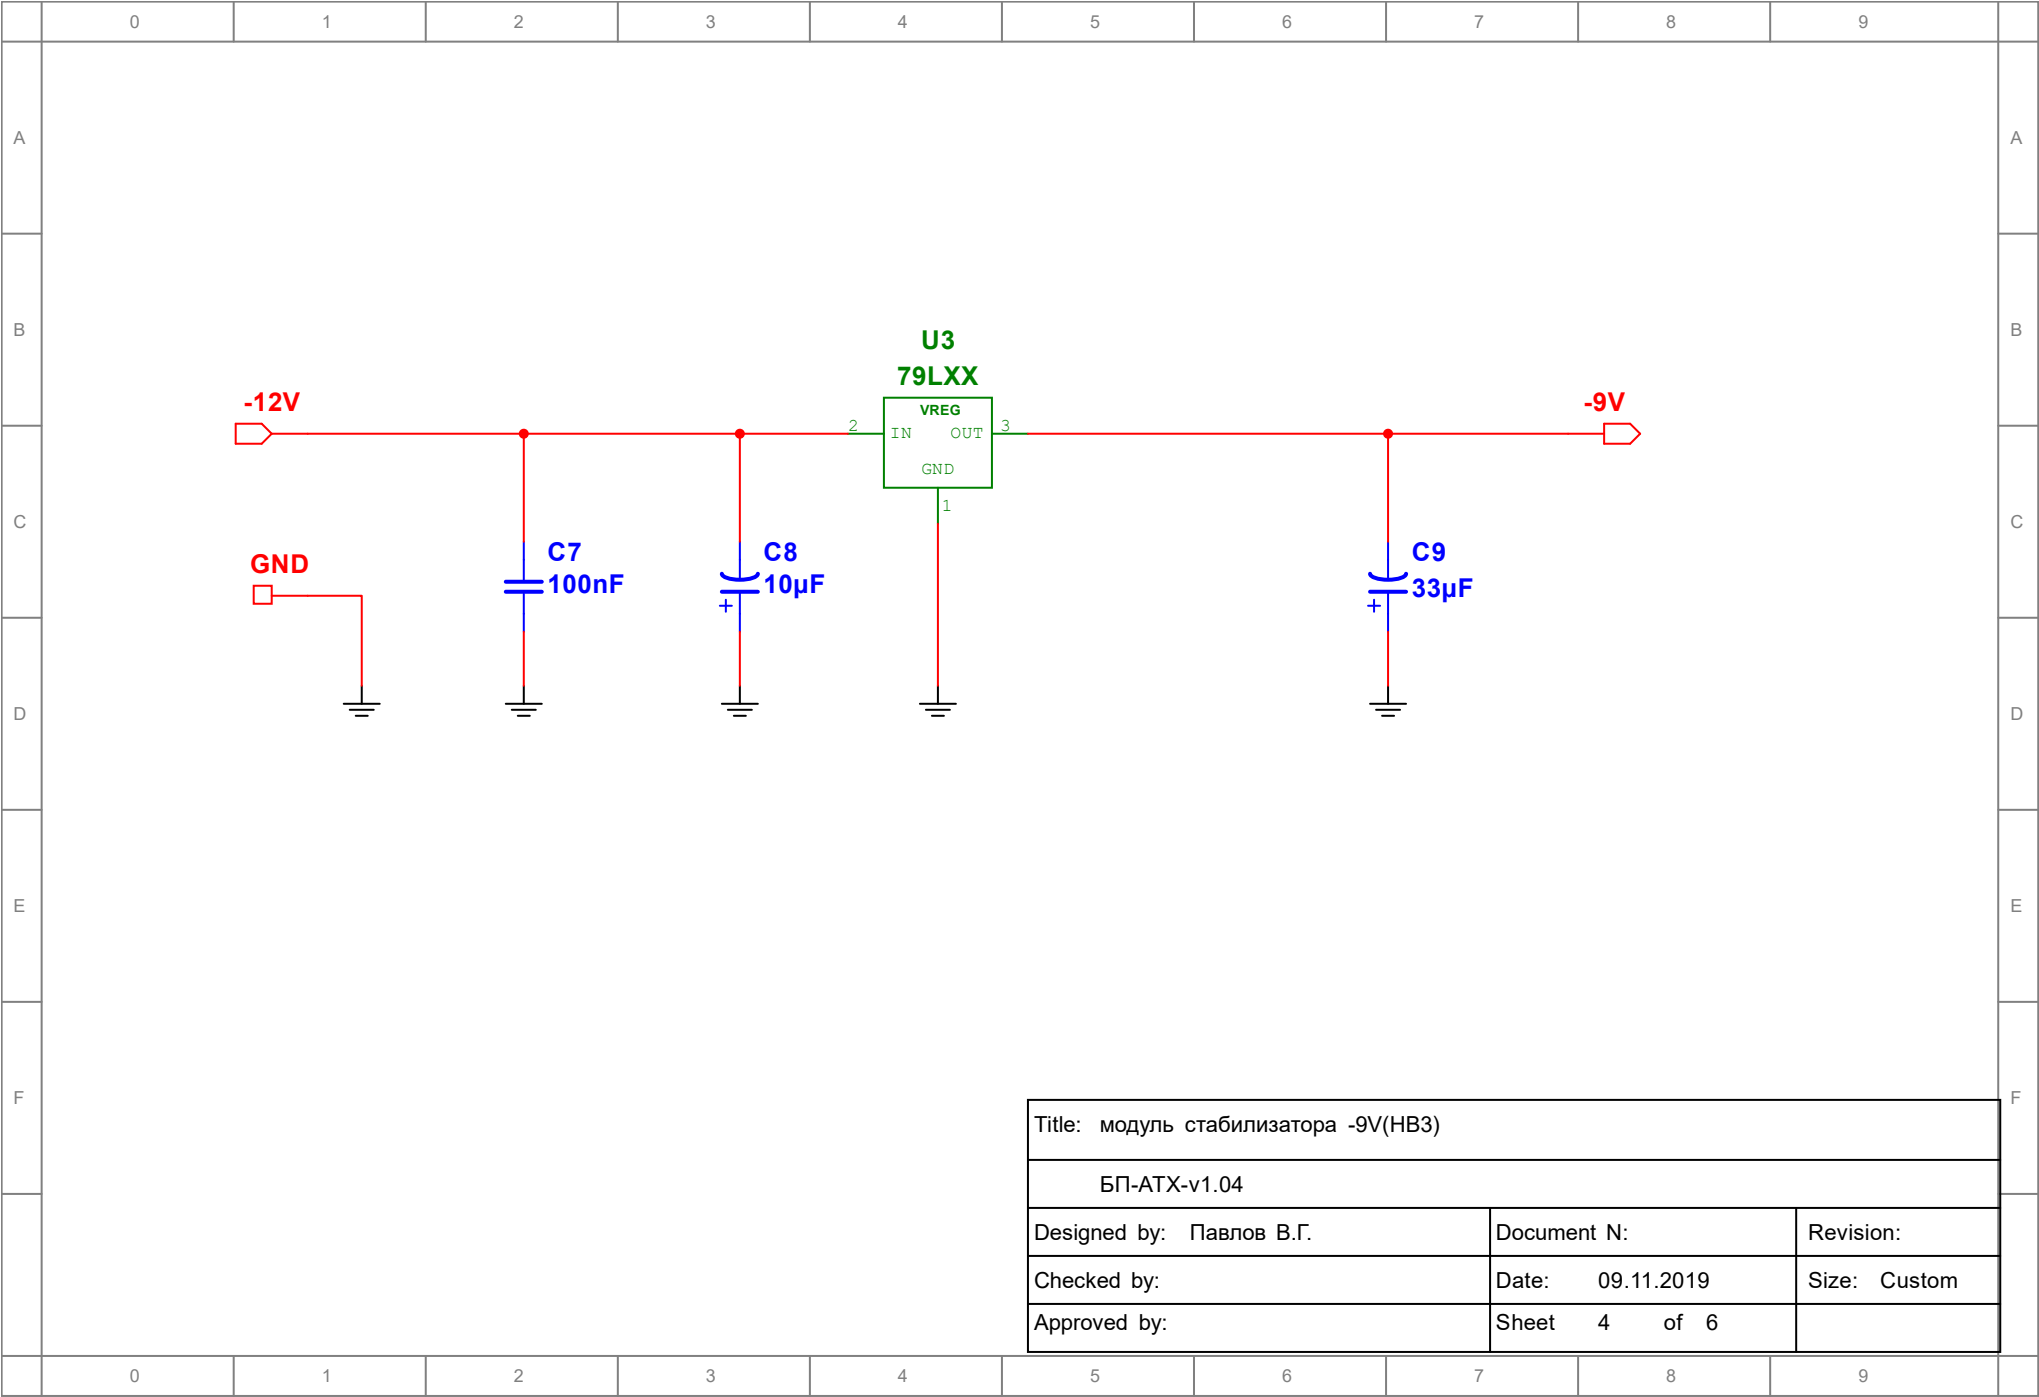 0 1 2 3 4 5 6 7 8 9
A A
B B
U3
79LXX
-12V
VREG
-9V
2 IN OUT 3
GND
1
C C
C7
100nF
C8
10µF
C9
33µF
+ +
GND
D D
E E
F F
Title: модуль стабилизатора -9V(HB3)
БП-ATX-v1.04
Designed by: Павлов В.Г. Document N: Revision:
Checked by: Date: 09.11.2019 Size: Custom
Approved by: Sheet 4 of 6
0 1 2 3 4 5 6 7 8 9